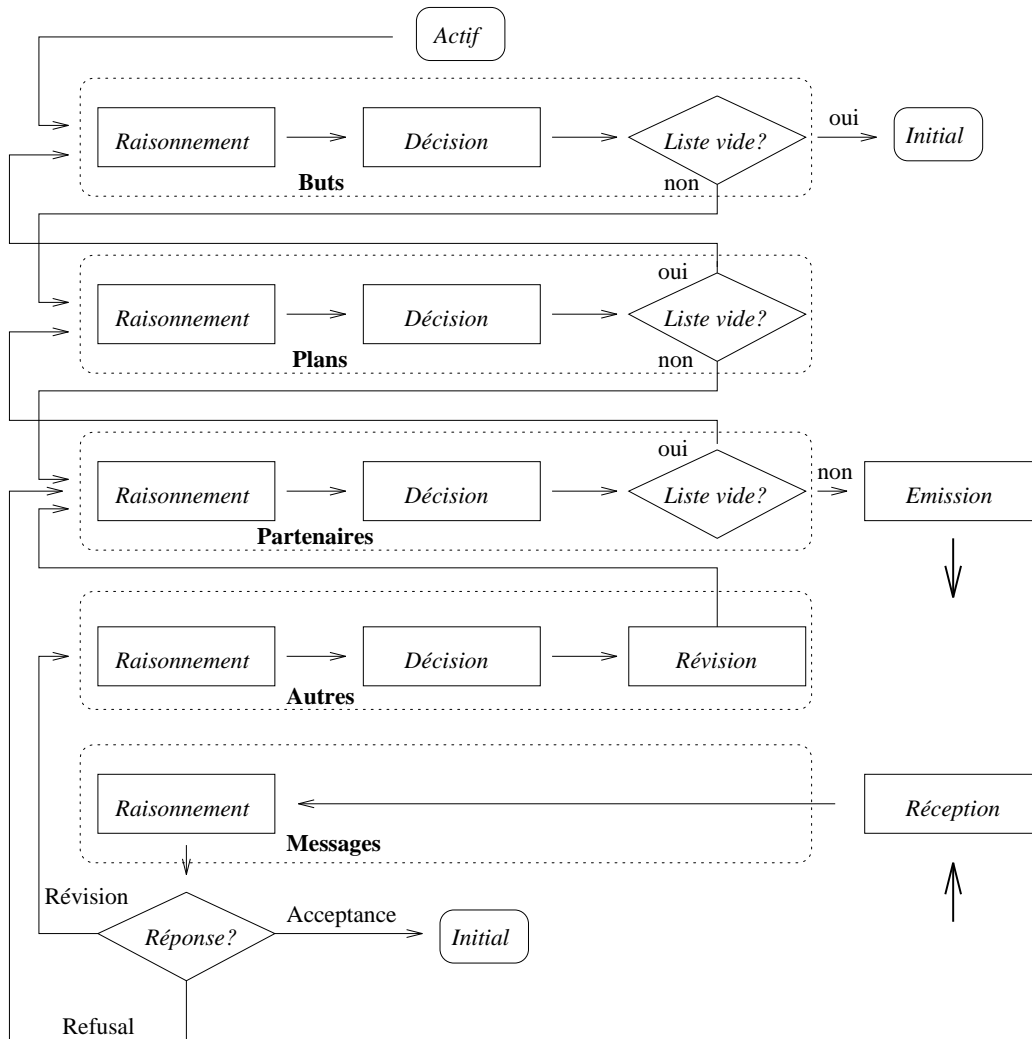 Actif
Raisonnement
Décision
Liste vide?
oui
Initial
Buts
non
Raisonnement
Décision
oui
Liste vide?
Plans
non
Raisonnement
Décision
oui
Liste vide?
non
Emission
Partenaires
Raisonnement
Décision
Révision
Autres
Raisonnement
Réception
Messages
Révision
Réponse?
Acceptance
Initial
Refusal